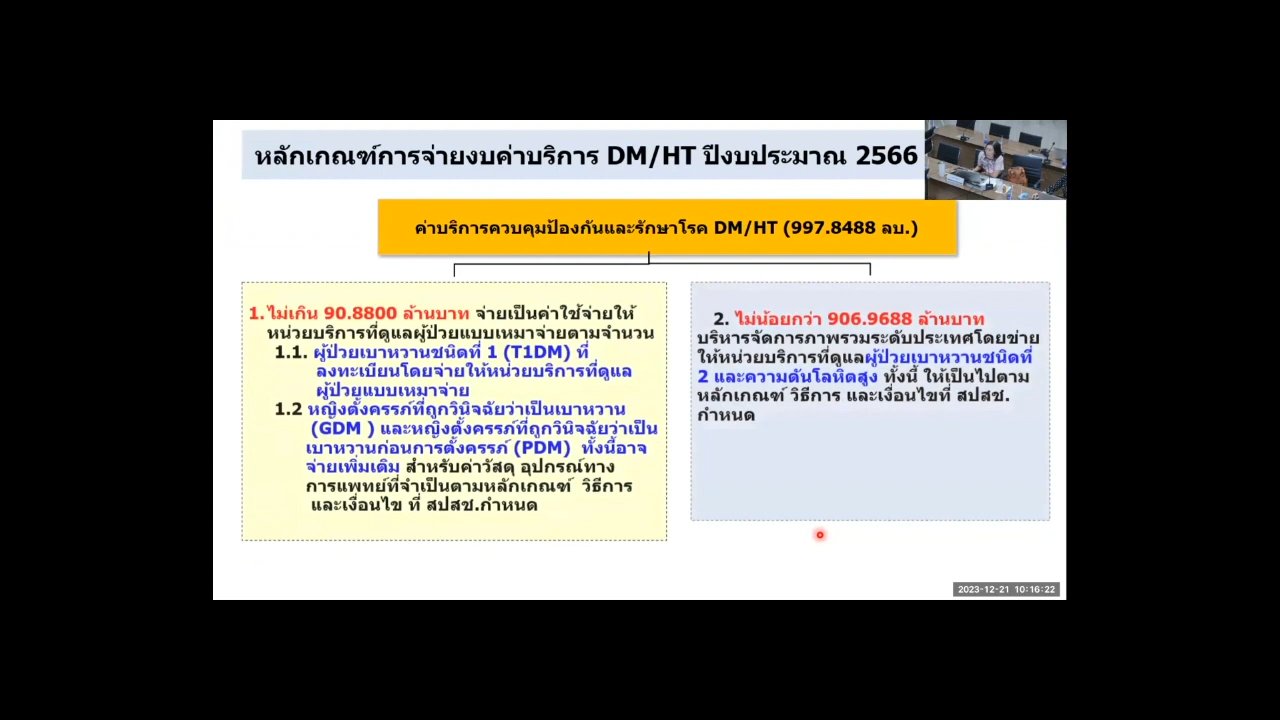 หลักเกณฑ์การจ่ายงบค่าบริการ DM/HT ปีงบประมาณ 2566
ค่าบริการควบคุมป้องกันและรักษาโรค DM/HT (997.8488 ลบ.)
1. ไม่เกิน 90.8800 ล้านบาท จ่ายเป็นค่าใช้จ่ายให้
หน่วยบริการที่ดูแลผู้ป่วยแบบเหมาจ่ายตามจำนวน
1.1. ผู้ป่วยเบาหวานชนิดที่ 1 (T1DM) ที่
ลงทะเบียนโดยจ่ายให้หน่วยบริการที่ดูแล
ผู้ป่วยแบบเหมาจ่าย
1.2 หญิงตั้งครรภ์ที่ถูกวินิจฉัยว่าเป็นเบาหวาน
(GDM ) และหญิงตั้งครรภ์ที่ถูกวินิจฉัยว่าเป็น
เบาหวานก่อนการตั้งครรภ์ (PDM) ทั้งนี้อาจ
จ่ายเพิ่มเติม สำหรับค่าวัสดุ อุปกรณ์ทาง
การแพทย์ที่จำเป็นตามหลักเกณฑ์ วิธีการ
และเงื่อนไข ที่ สปสช.กำหนด
2. ไม่น้อยกว่า 906.9688 ล้านบาท
บริหารจัดการภาพรวมระดับประเทศโดยข่าย
ให้หน่วยบริการที่ดูแลผู้ป่วยเบาหวานชนิดที่
2 และความดันโลหิตสูง ทั้งนี้ ให้เป็นไปตาม
หลักเกณฑ์ วิธีการ และเงื่อนไขที่ สปสช.
กำหนด
2023-12-21 10:16:22